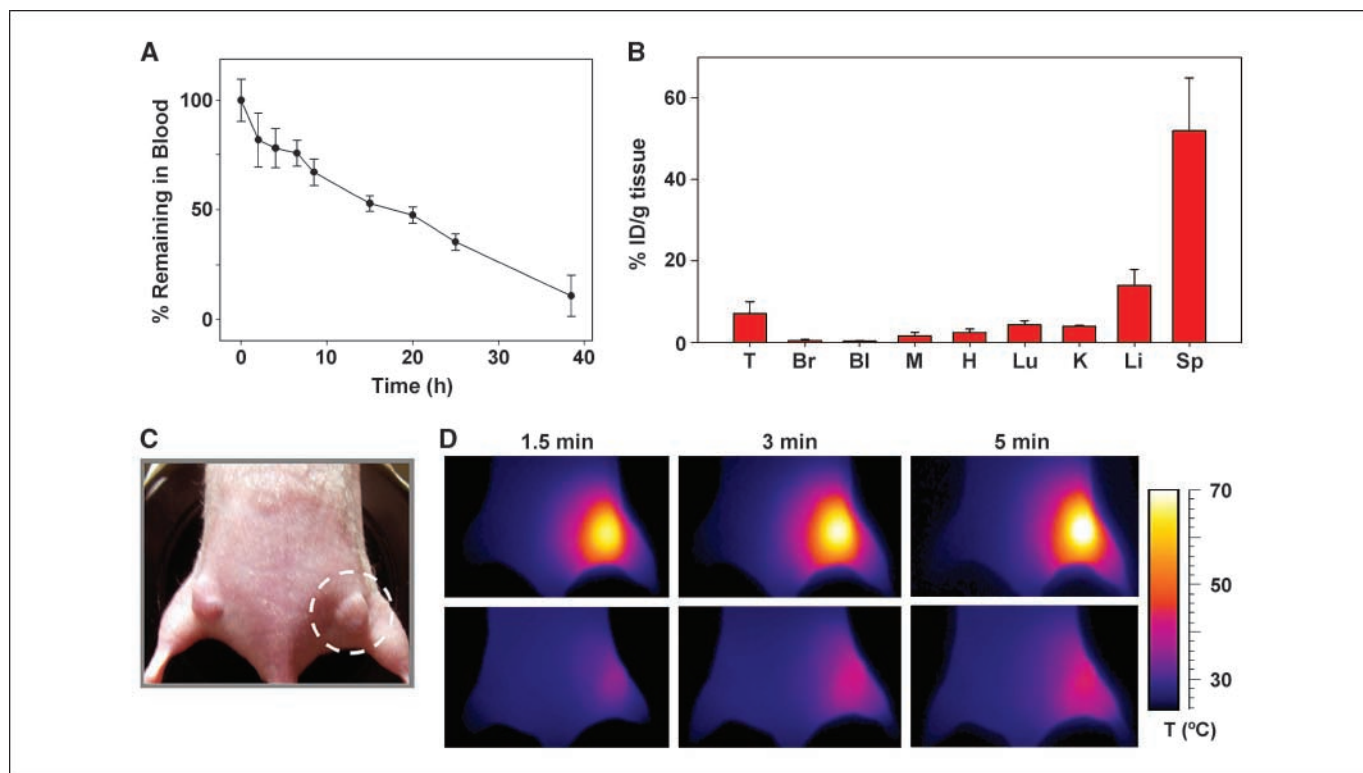 A
% Remaining in Blood
100
50
0
0 10 20 30 40
Time (h)
B
% ID/g tissue
60
40
20
0
T Br Bl M H Lu K Li Sp
C
D
1.5 min 3 min 5 min
70
50
30
T (ºC)